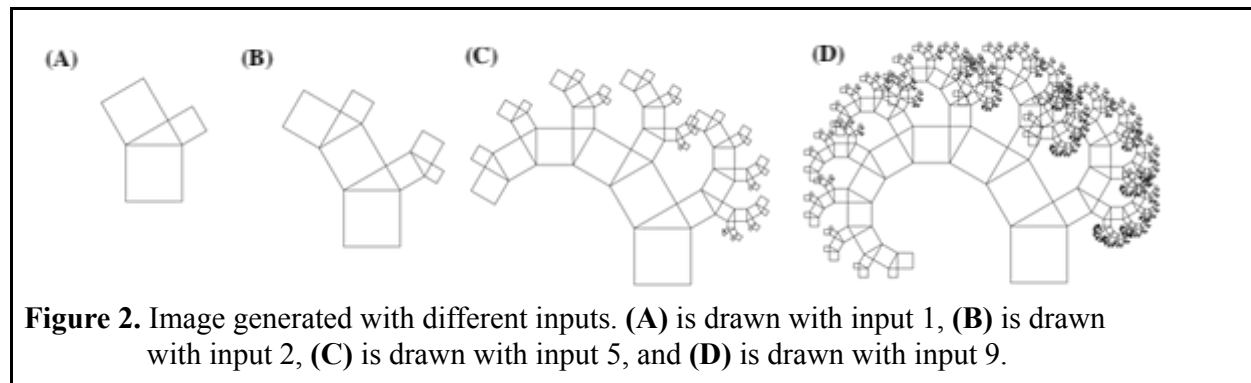 (A) (B) (C) (D)
Figure 2. Image generated with different inputs. (A) is drawn with input 1, (B) is drawn
with input 2, (C) is drawn with input 5, and (D) is drawn with input 9.